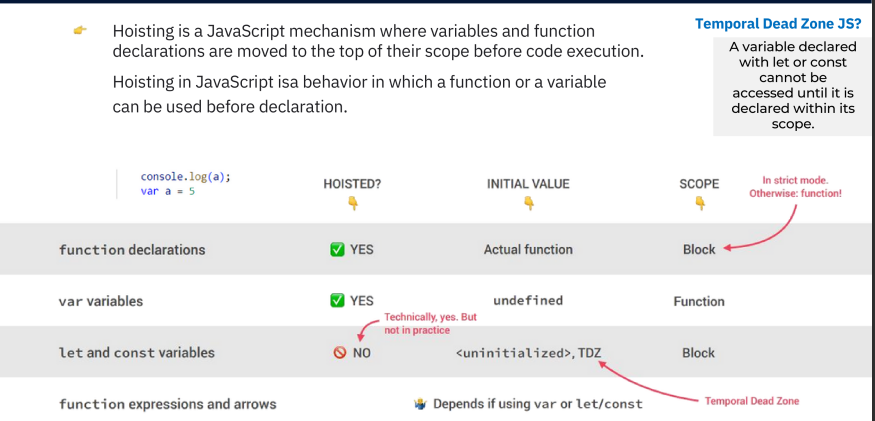 Hoisting is a JavaScript mechanism where variables and function
declarations are moved to the top of their scope before code execution.
Hoisting in JavaScript isa behavior in which a function or a variable
can be used before declaration.
Temporal Dead Zone JS?
A variable declared
with let or const
cannot be
accessed until it is
declared within its
scope.
console.log(a);
var a = 5
HOISTED?
INITIAL VALUE
SCOPE
In strict mode.
Otherwise: function!
function declarations
YES
Actual function
Block
var variables
YES
undefined
Function
Technically, yes. But
not in practice
let and const variables
NO
<uninitialized>, TDZ
Block
function expressions and arrows
Depends if using var or let/const
Temporal Dead Zone